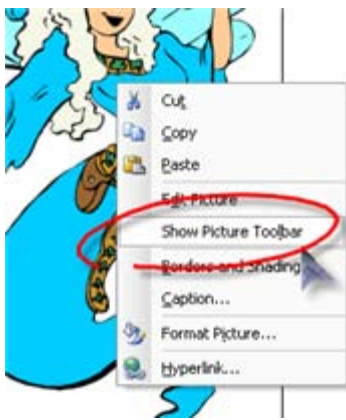 Cut
Copy
Paste
Edit Picture
Show Picture Toolbar
Borders and Shading
Caption...
Format Picture...
Hyperlink...